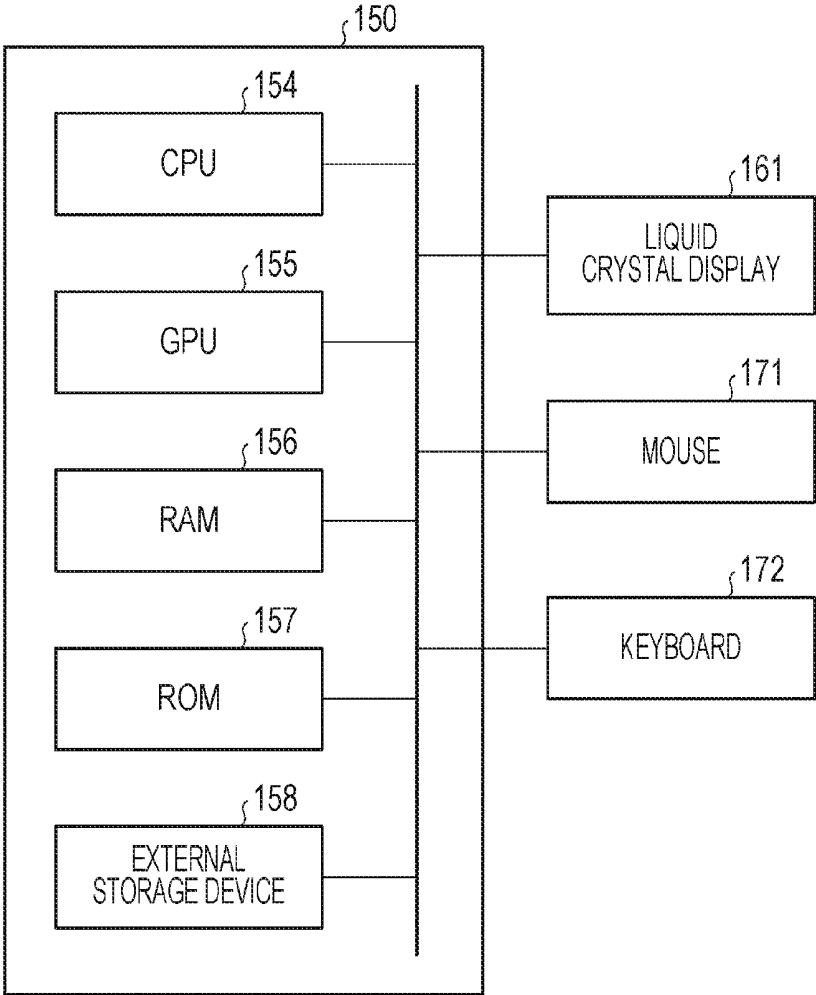 150
154
CPU
155
GPU
156
RAM
157
ROM
158
EXTERNAL
STORAGE DEVICE
161
LIQUID
CRYSTAL DISPLAY
171
MOUSE
172
KEYBOARD